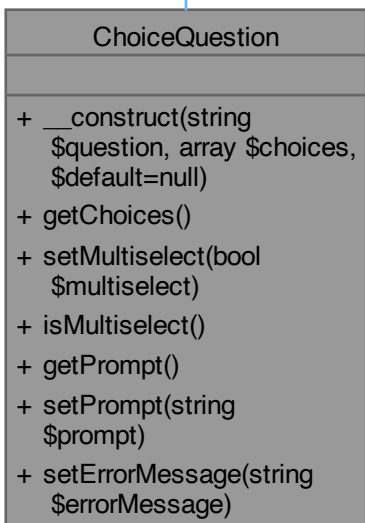 ChoiceQuestion
+ __construct(string
$question, array $choices,
$default=null)
+ getChoices()
+ setMultiselect(bool
$multiselect)
+ isMultiselect()
+ getPrompt()
+ setPrompt(string
$prompt)
+ setErrorMessage(string
$errorMessage)